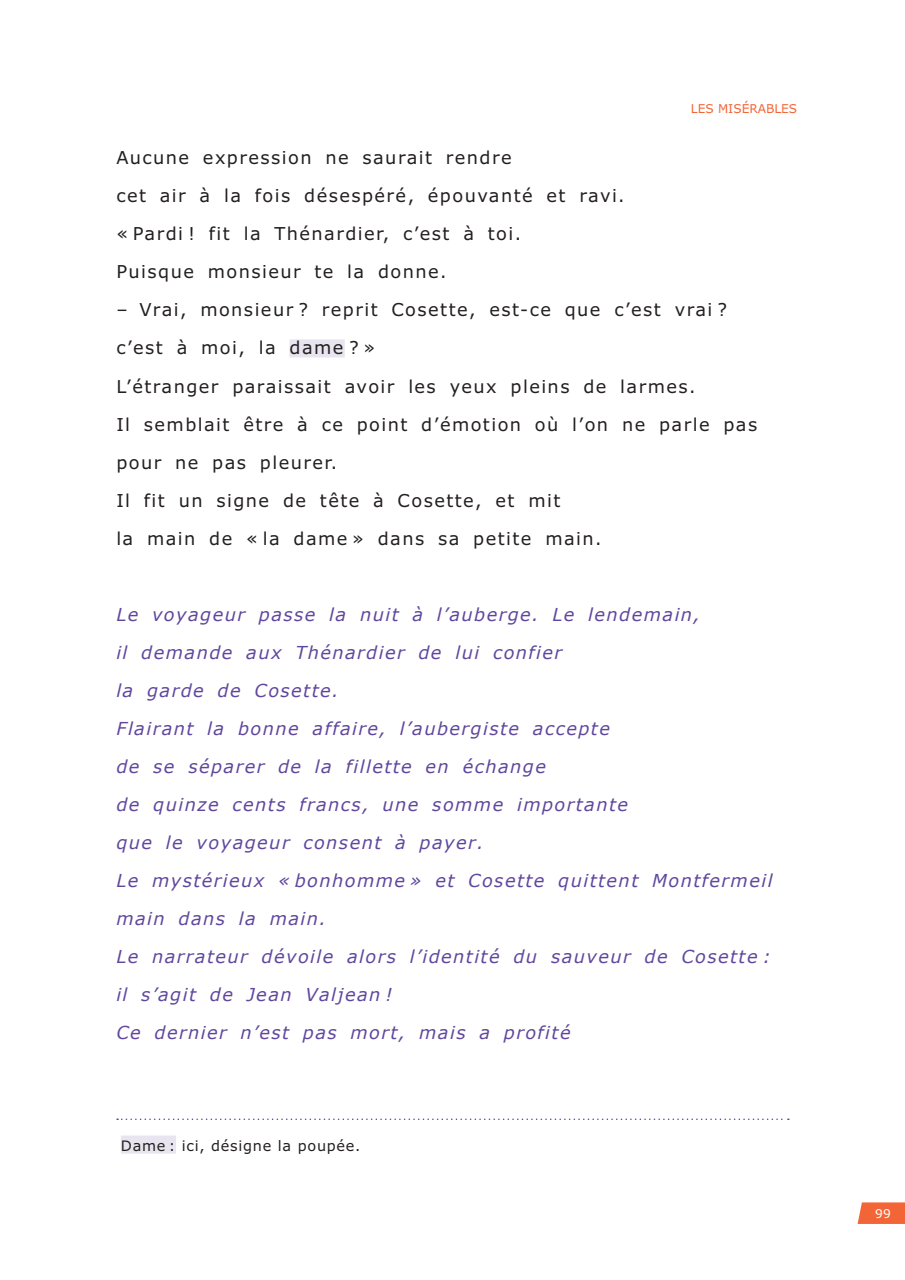 LES MISÉRABLES
Aucune expression ne saurait rendre
cet air à la fois désespéré, épouvanté et ravi.
« Pardi ! fit la Thénardier, c’est à toi.
Puisque monsieur te la donne.
– Vrai, monsieur ? reprit Cosette, est-ce que c’est vrai ?
c’est à moi, la dame ? »
L’étranger paraissait avoir les yeux pleins de larmes.
Il semblait être à ce point d’émotion où l’on ne parle pas
pour ne pas pleurer.
Il fit un signe de tête à Cosette, et mit
la main de « la dame » dans sa petite main.
Le voyageur passe la nuit à l’auberge. Le lendemain,
il demande aux Thénardier de lui confier
la garde de Cosette.
Flairant la bonne affaire, l’aubergiste accepte
de se séparer de la fillette en échange
de quinze cents francs, une somme importante
que le voyageur consent à payer.
Le mystérieux « bonhomme » et Cosette quittent Montfermeil
main dans la main.
Le narrateur dévoile alors l’identité du sauveur de Cosette :
il s’agit de Jean Valjean !
Ce dernier n’est pas mort, mais a profité
Dame : ici, désigne la poupée.
99